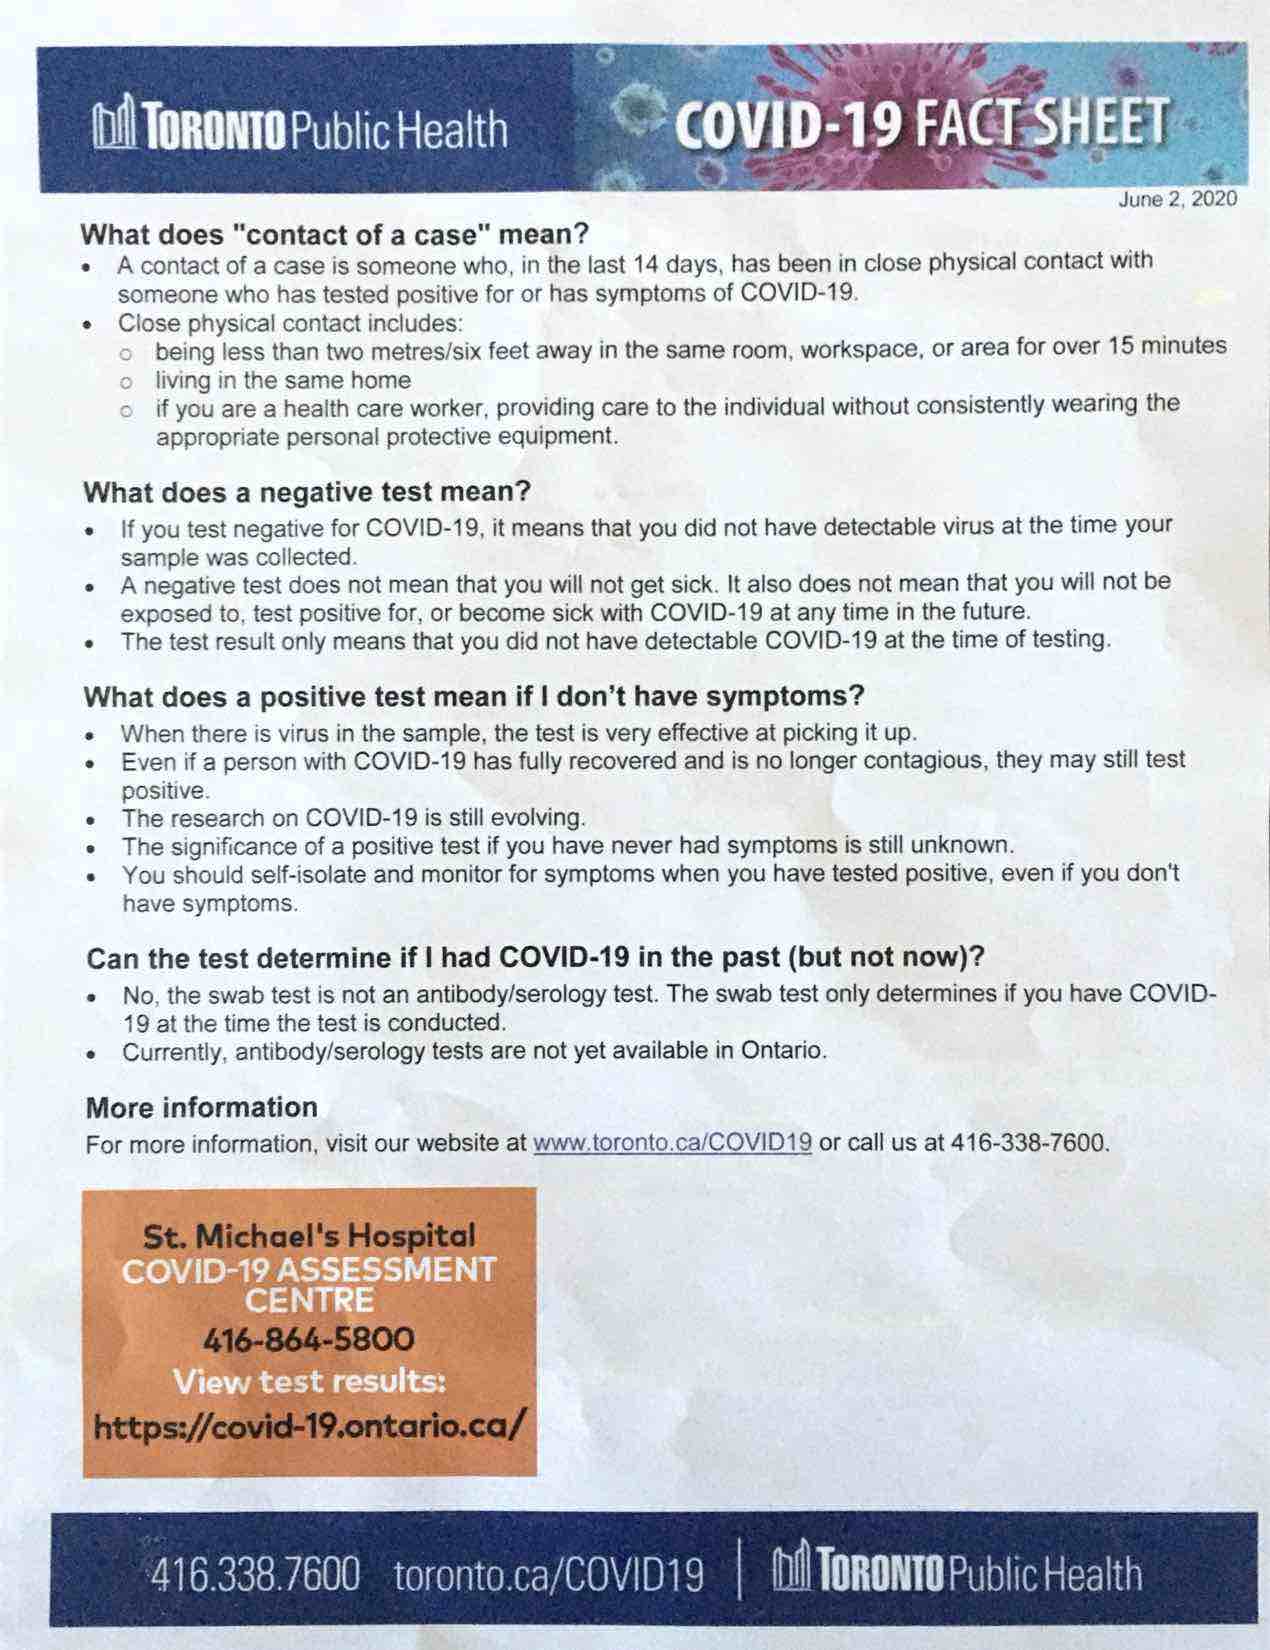 TORONTO Public Health
COVID-19 FACT SHEET
June 2, 2020
What does "contact of a case" mean?
• A contact of a case is someone who, in the last 14 days, has been in close physical contact with
someone who has tested positive for or has symptoms of COVID-19.
• Close physical contact includes:
○ being less than two metres/six feet away in the same room, workspace, or area for over 15 minutes
○ living in the same home
○ if you are a health care worker, providing care to the individual without consistently wearing the
appropriate personal protective equipment.
What does a negative test mean?
• If you test negative for COVID-19, it means that you did not have detectable virus at the time your
sample was collected.
• A negative test does not mean that you will not get sick. It also does not mean that you will not be
exposed to, test positive for, or become sick with COVID-19 at any time in the future.
• The test result only means that you did not have detectable COVID-19 at the time of testing.
What does a positive test mean if I don't have symptoms?
• When there is virus in the sample, the test is very effective at picking it up.
• Even if a person with COVID-19 has fully recovered and is no longer contagious, they may still test
positive.
• The research on COVID-19 is still evolving.
• The significance of a positive test if you have never had symptoms is still unknown.
• You should self-isolate and monitor for symptoms when you have tested positive, even if you don't
have symptoms.
Can the test determine if I had COVID-19 in the past (but not now)?
• No, the swab test is not an antibody/serology test. The swab test only determines if you have COVID-
19 at the time the test is conducted.
• Currently, antibody/serology tests are not yet available in Ontario.
More information
For more information, visit our website at www.toronto.ca/COVID19 or call us at 416-338-7600.
St. Michael's Hospital
COVID-19 ASSESSMENT
CENTRE
416-864-5800
View test results:
https://covid-19.ontario.ca/
416.338.7600 toronto.ca/COVID19 | TORONTO Public Health